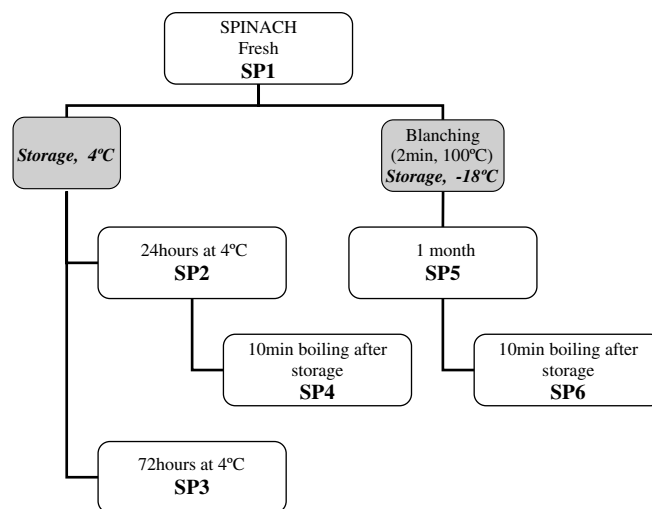 SPINACH
Fresh
SP1
Storage, 4ºC
Blanching
(2min, 100ºC)
Storage, -18ºC
24hours at 4ºC
SP2
1 month
SP5
10min boiling after
storage
SP4
10min boiling after
storage
SP6
72hours at 4ºC
SP3